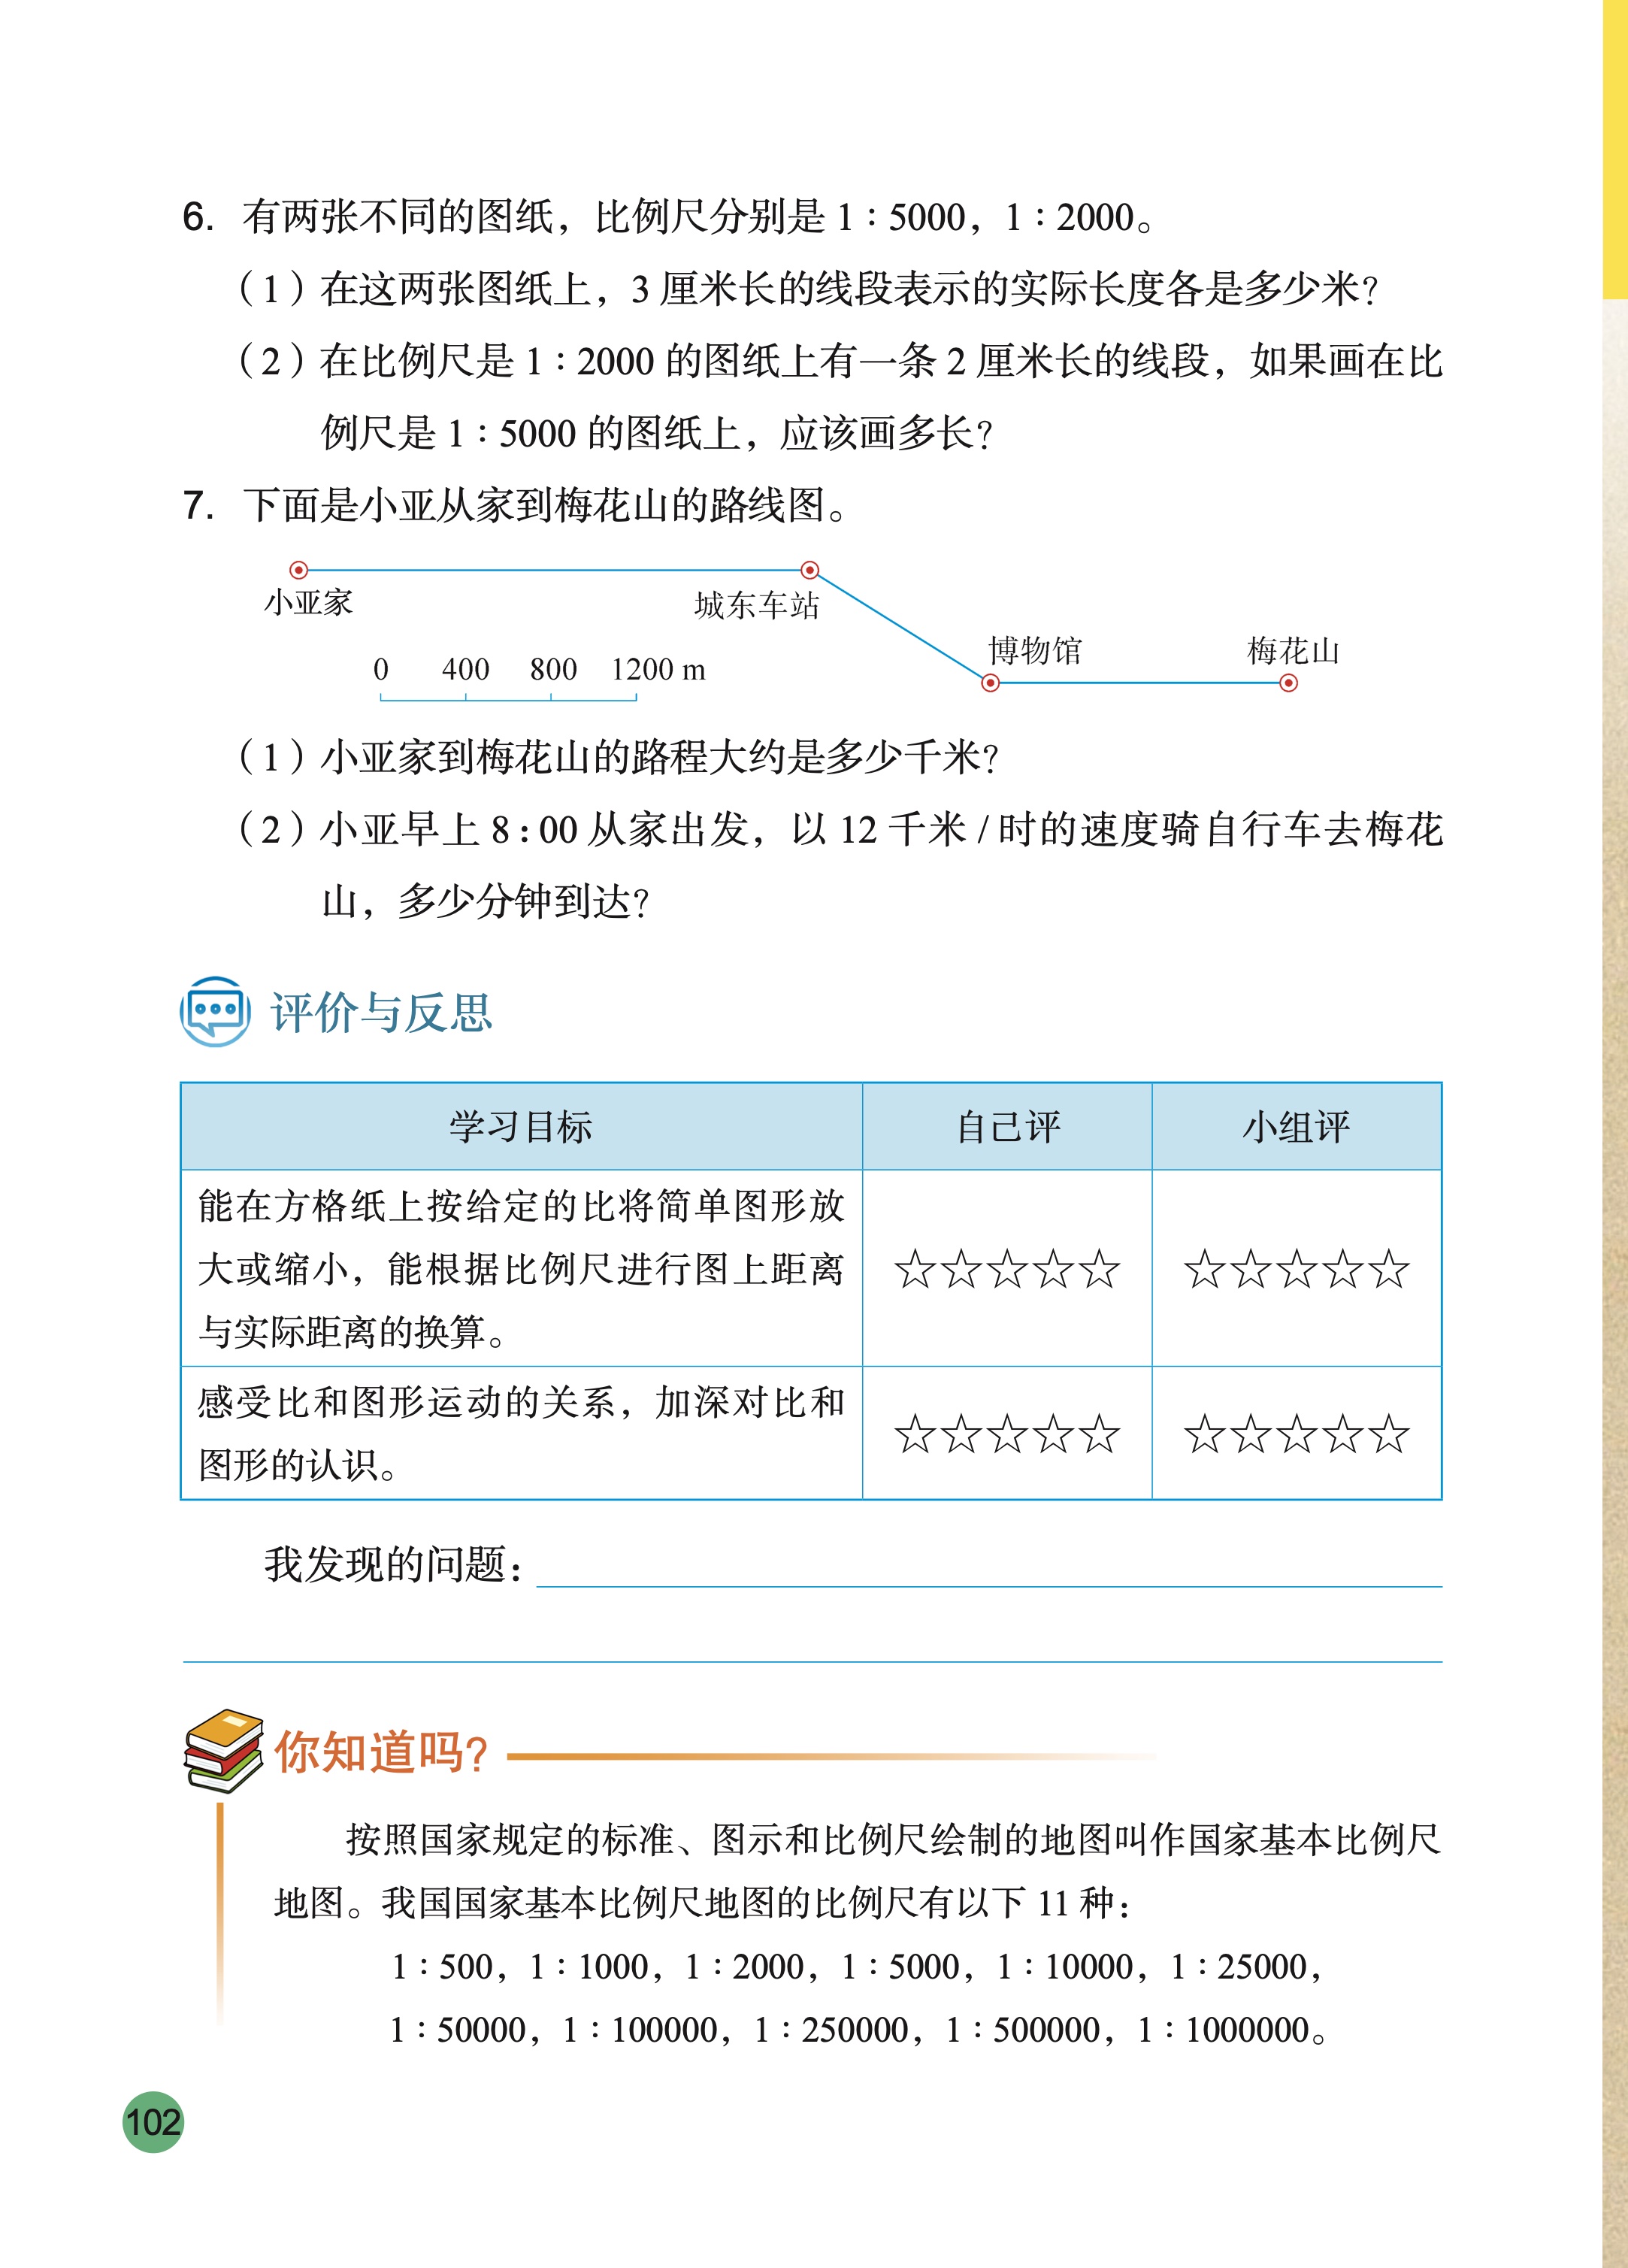 6. 有两张不同的图纸，比例尺分别是 1∶5000，1∶2000。
（1）在这两张图纸上，3 厘米长的线段表示的实际长度各是多少米？
（2）在比例尺是 1∶2000 的图纸上有一条 2 厘米长的线段，如果画在比
例尺是 1∶5000 的图纸上，应该画多长？
7. 下面是小亚从家到梅花山的路线图。
小亚家
城东车站
博物馆
梅花山
0 400 800 1200 m
（1）小亚家到梅花山的路程大约是多少千米？
（2）小亚早上 8∶00 从家出发，以 12 千米 / 时的速度骑自行车去梅花
山，多少分钟到达？
评价与反思
学习目标 自己评 小组评
能在方格纸上按给定的比将简单图形放
大或缩小，能根据比例尺进行图上距离
与实际距离的换算。
☆☆☆☆☆ ☆☆☆☆☆
感受比和图形运动的关系，加深对比和
图形的认识。
☆☆☆☆☆ ☆☆☆☆☆
我发现的问题：
你知道吗？
按照国家规定的标准、图示和比例尺绘制的地图叫作国家基本比例尺
地图。我国国家基本比例尺地图的比例尺有以下 11 种：
1∶500，1∶1000，1∶2000，1∶5000，1∶10000，1∶25000，
1∶50000，1∶100000，1∶250000，1∶500000，1∶1000000。
102